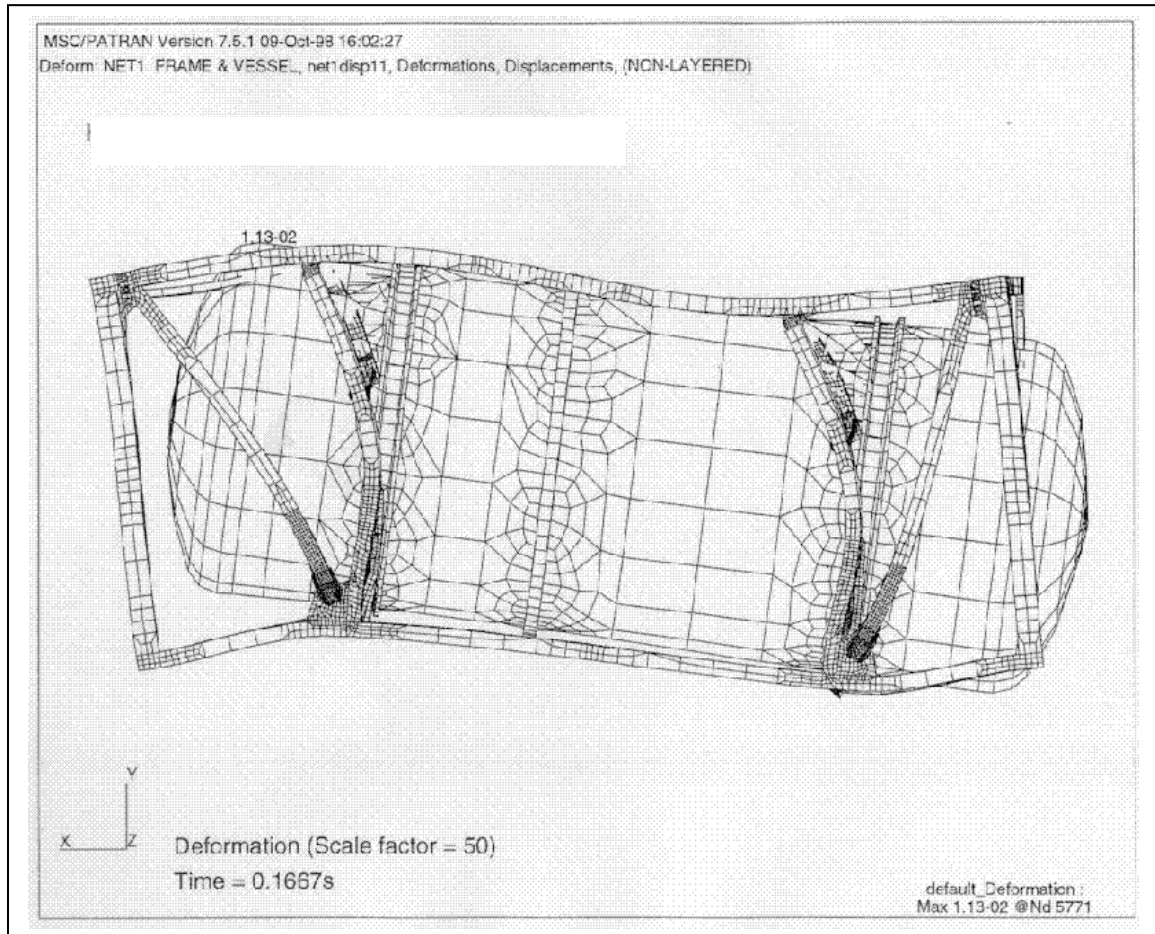 MSC/PATRAN Version 7.5.1 09-Oct-98 16:02:27
Deform: NET1 FRAME & VESSEL, net1disp11, Deformations, Displacements, (NON-LAYERED)
1.13-02
Y
X
Z
Deformation (Scale factor = 50)
Time = 0.1667s
default_Deformation :
Max 1.13-02 @Nd 5771